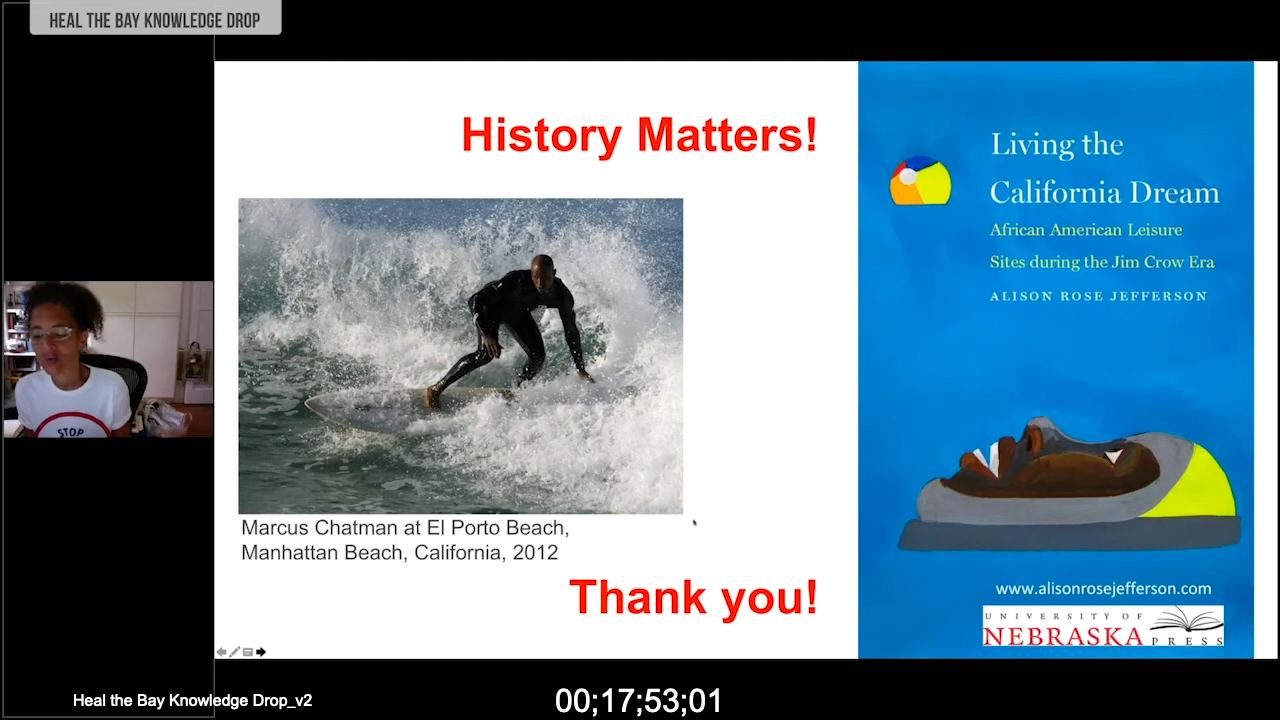 HEAL THE BAY KNOWLEDGE DROP
History Matters!
Marcus Chatman at El Porto Beach,
Manhattan Beach, California, 2012
Thank you!
Living the
California Dream
African American Leisure
Sites during the Jim Crow Era
ALISON ROSE JEFFERSON
www.alisonrosejefferson.com
UNIVERSITY OF
NEBRASKA
PRESS
STOP
Heal the Bay Knowledge Drop_v2
00;17;53;01